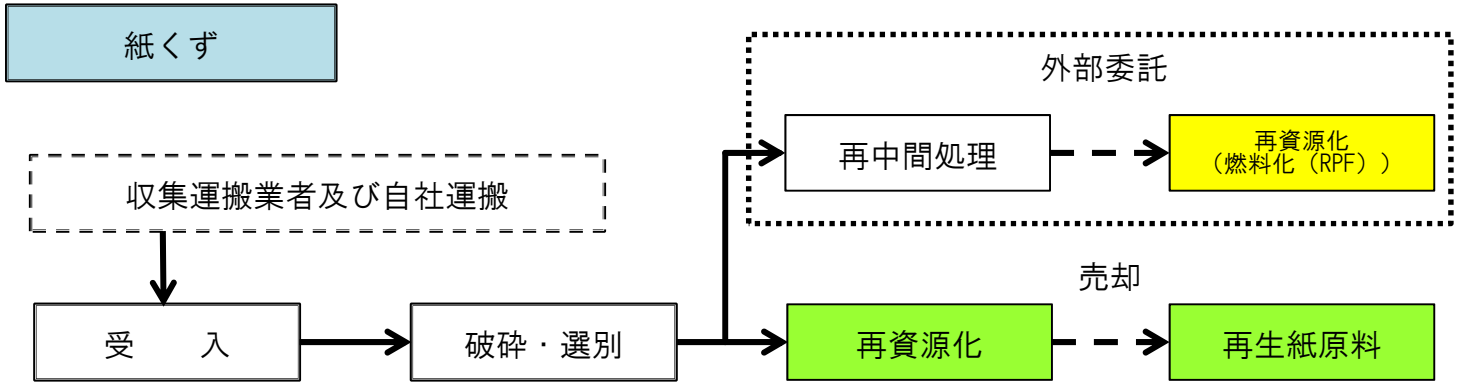 紙くず
外部委託
再中間処理
再資源化
（燃料化（RPF））
収集運搬業者及び自社運搬
売却
受　　入
破砕・選別
再資源化
再生紙原料